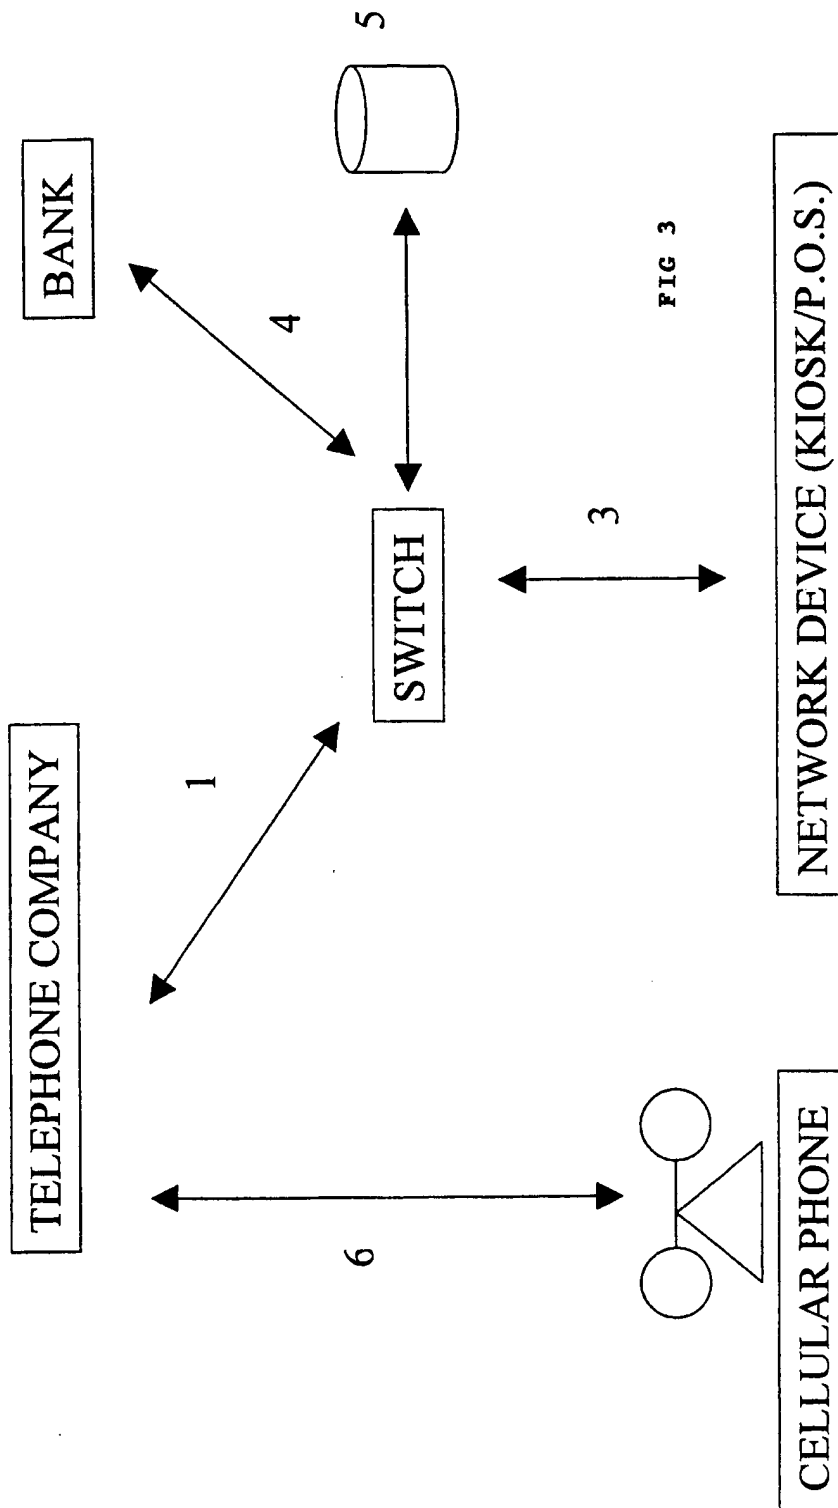 TELEPHONE COMPANY
BANK
1
4
6
SWITCH
5
3
FIG 3
CELLULAR PHONE
NETWORK DEVICE (KIOSK/P.O.S.)